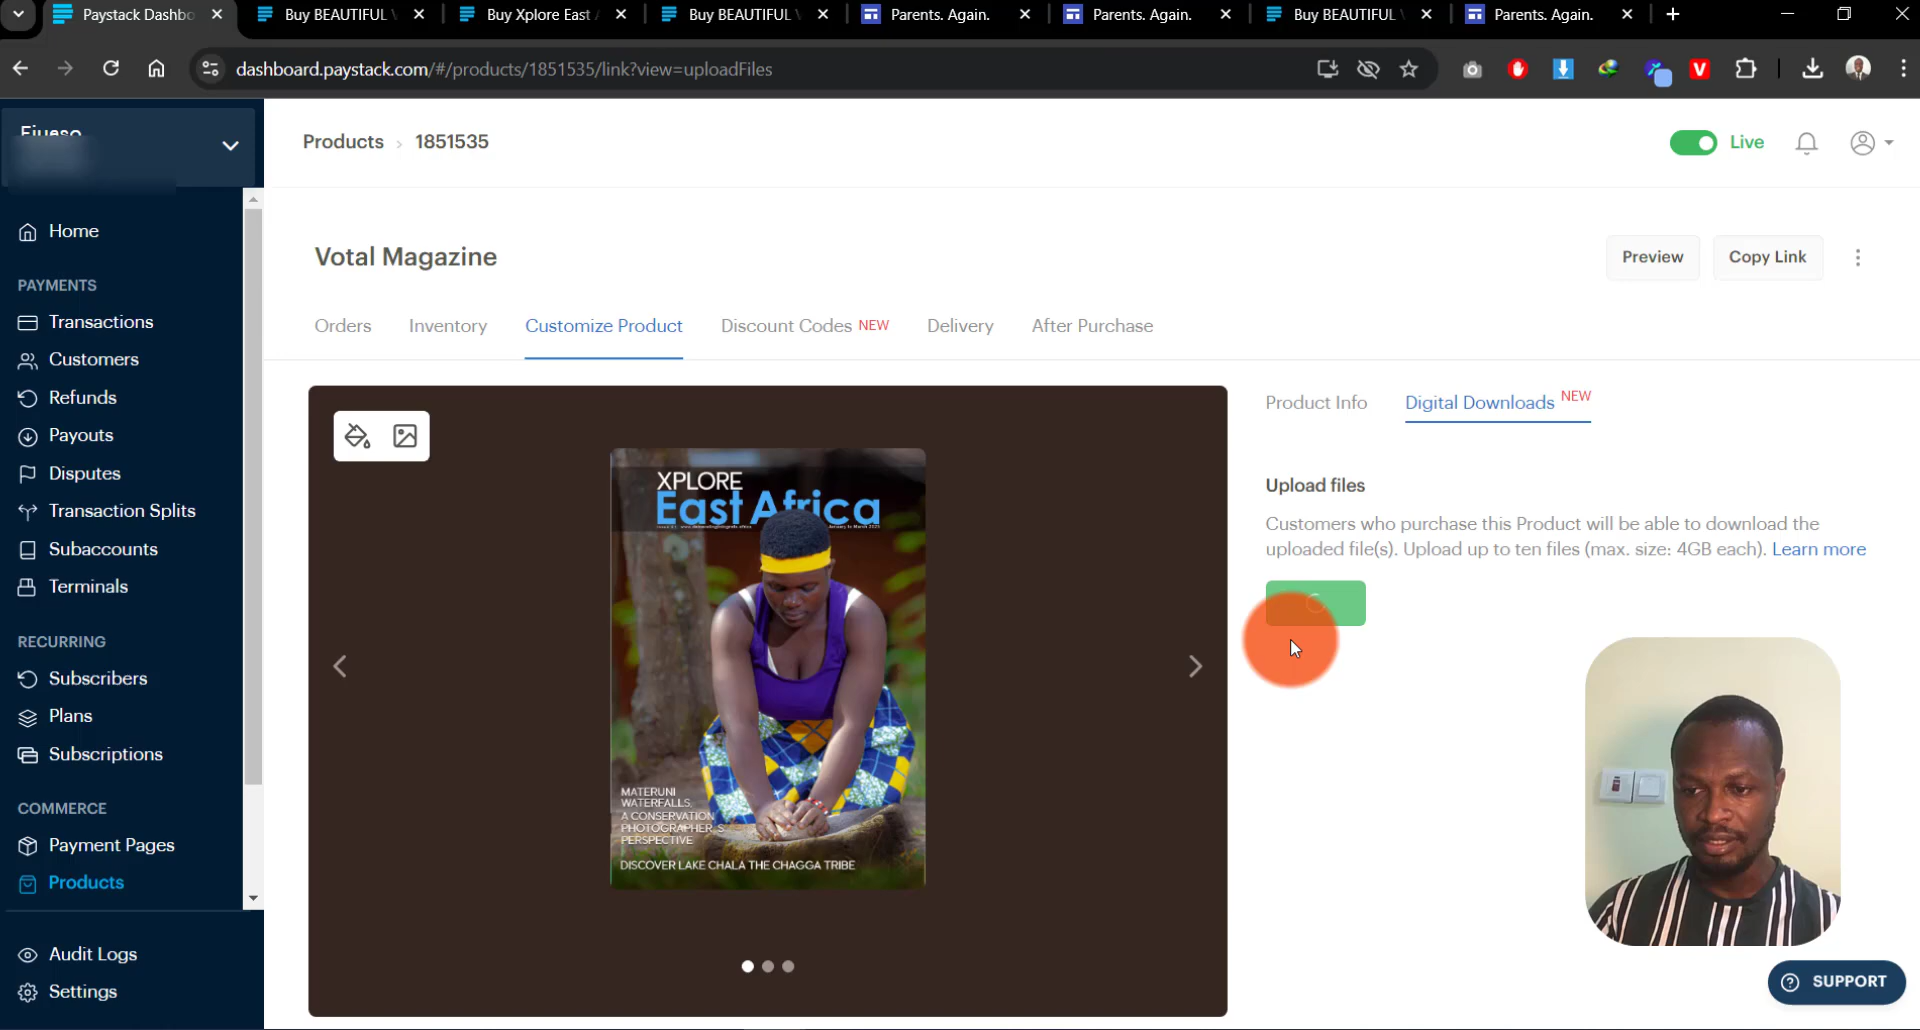 Paystack Dashbo
Buy BEAUTIFUL
Buy Xplore East
Buy BEAUTIFUL
Parents. Again.
Parents. Again.
Buy BEAUTIFUL
Parents. Again.
dashboard.paystack.com/#/products/1851535/link?view=uploadFiles
Products > 1851535
Live
Home
PAYMENTS
Transactions
Customers
Refunds
Payouts
Disputes
Transaction Splits
Subaccounts
Terminals
RECURRING
Subscribers
Plans
Subscriptions
COMMERCE
Payment Pages
Products
Audit Logs
Settings
Votal Magazine
Preview
Copy Link
Orders
Inventory
Customize Product
Discount Codes NEW
Delivery
After Purchase
XPLORE
East Africa
MATERUNI
WATERFALLS,
A CONSERVATION
PHOTOGRAPHER'S
PERSPECTIVE
DISCOVER LAKE CHALA THE CHAGGA TRIBE
Product Info
Digital Downloads NEW
Upload files
Customers who purchase this Product will be able to download the
uploaded file(s). Upload up to ten files (max. size: 4GB each). Learn more
SUPPORT